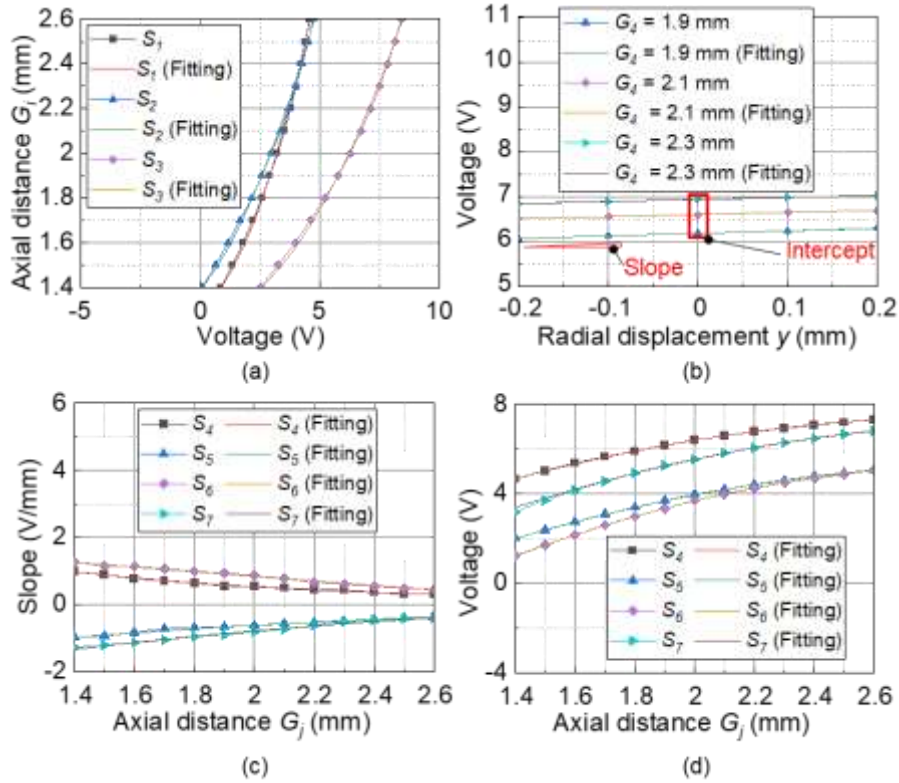 2.6
2.4
2.2
2.0
1.8
1.6
1.4
Axial distance Gᵢ (mm)
S₁
S₁ (Fitting)
S₂
S₂ (Fitting)
S₃
S₃ (Fitting)
-5 0 5 10
Voltage (V)
(a)
11
10
9
8
7
6
5
Voltage (V)
G₄ = 1.9 mm
G₄ = 1.9 mm (Fitting)
G₄ = 2.1 mm
G₄ = 2.1 mm (Fitting)
G₄ = 2.3 mm
G₄ = 2.3 mm (Fitting)
Intercept
Slope
-0.2 -0.1 0 0.1 0.2
Radial displacement y (mm)
(b)
6
4
2
0
-2
Slope (V/mm)
S₄ S₄ (Fitting)
S₅ S₅ (Fitting)
S₆ S₆ (Fitting)
S₇ S₇ (Fitting)
1.4 1.6 1.8 2 2.2 2.4 2.6
Axial distance Gⱼ (mm)
(c)
8
4
0
-4
Voltage (V)
S₄ S₄ (Fitting)
S₅ S₅ (Fitting)
S₆ S₆ (Fitting)
S₇ S₇ (Fitting)
1.4 1.6 1.8 2 2.2 2.4 2.6
Axial distance Gⱼ (mm)
(d)